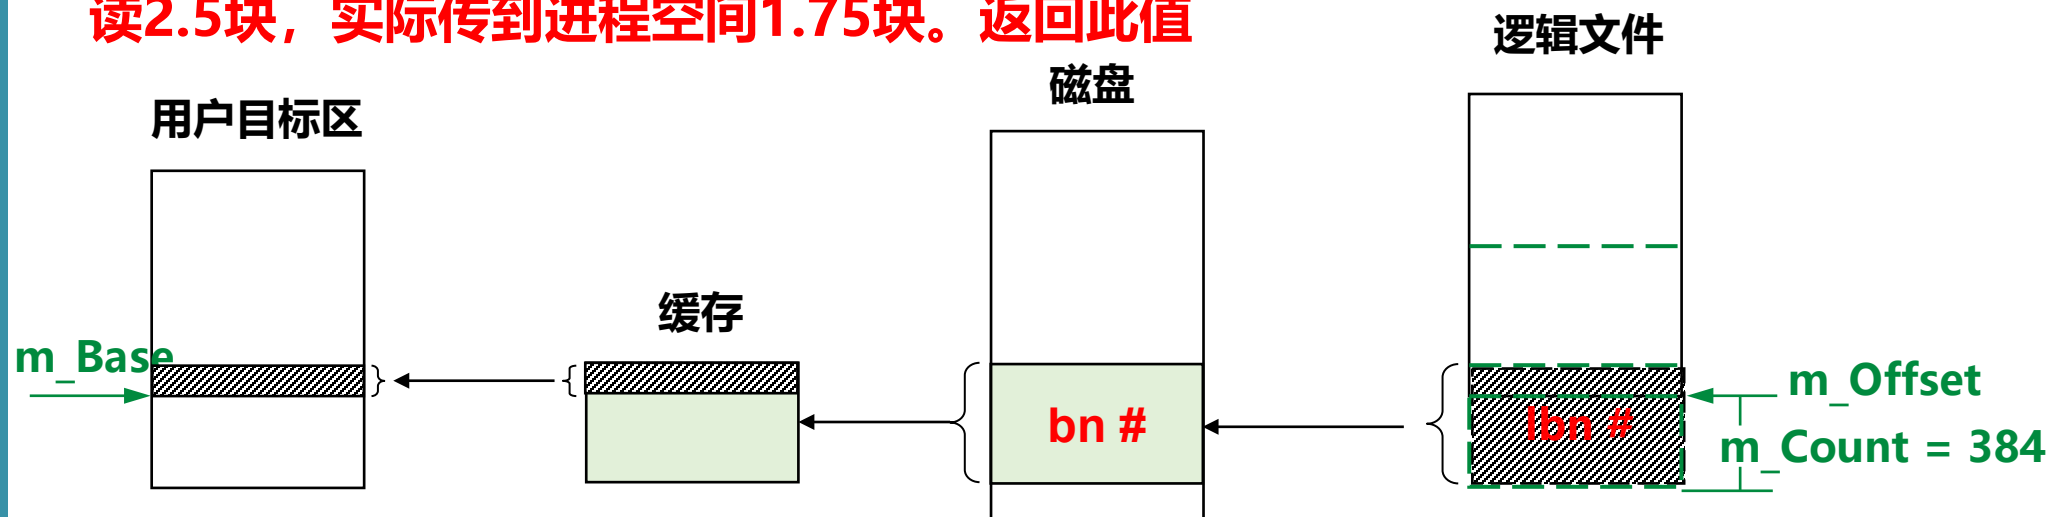 读2.5块，实际传到进程空间1.75块。返回此值
逻辑文件
磁盘
用户目标区
缓存
m_Base
m_Offset
bn #
lbn #
m_Count = 384